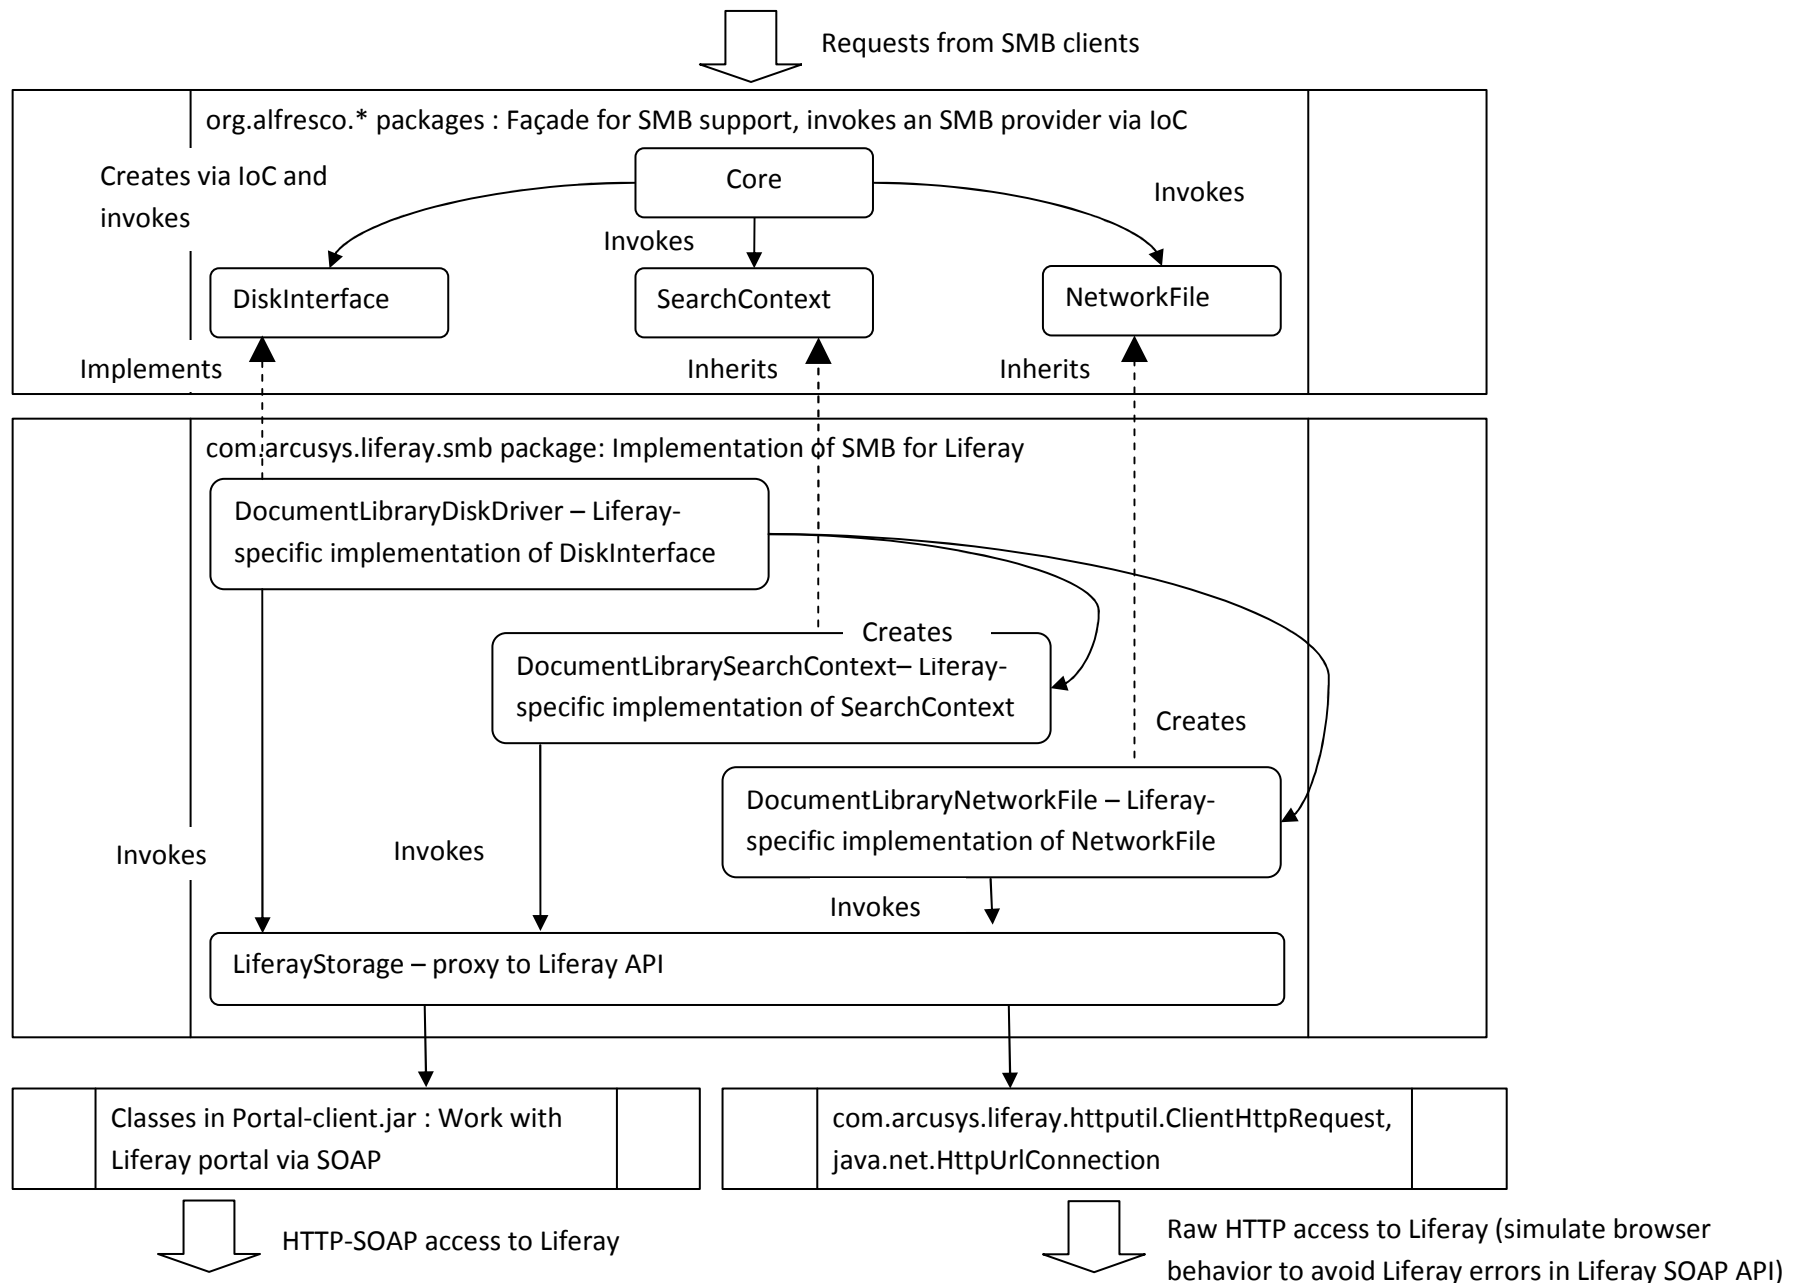 Requests from SMB clients
org.alfresco.* packages : Façade for SMB support, invokes an SMB provider via IoC
Creates via IoC and
invokes
Core
Invokes
Invokes
DiskInterface
SearchContext
NetworkFile
Implements
Inherits
Inherits
com.arcusys.liferay.smb package: Implementation of SMB for Liferay
DocumentLibraryDiskDriver – Liferay-
specific implementation of DiskInterface
Creates
DocumentLibrarySearchContext– Liferay-
specific implementation of SearchContext
Creates
DocumentLibraryNetworkFile – Liferay-
specific implementation of NetworkFile
Invokes
Invokes
Invokes
LiferayStorage – proxy to Liferay API
Classes in Portal-client.jar : Work with
Liferay portal via SOAP
com.arcusys.liferay.httputil.ClientHttpRequest,
java.net.HttpUrlConnection
HTTP-SOAP access to Liferay
Raw HTTP access to Liferay (simulate browser
behavior to avoid Liferay errors in Liferay SOAP API)